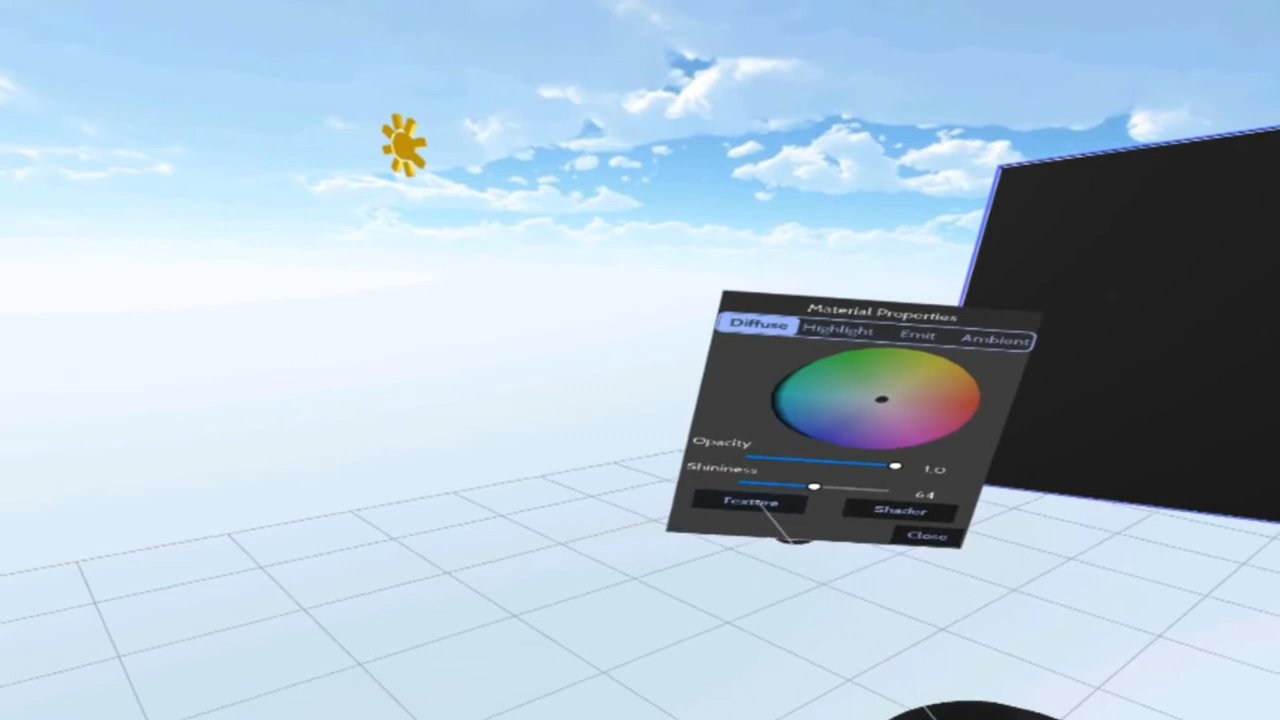 Material Properties
Diffuse Highlight Emit Ambient
Opacity
1.0
Shininess
64
Texture Shader
Close